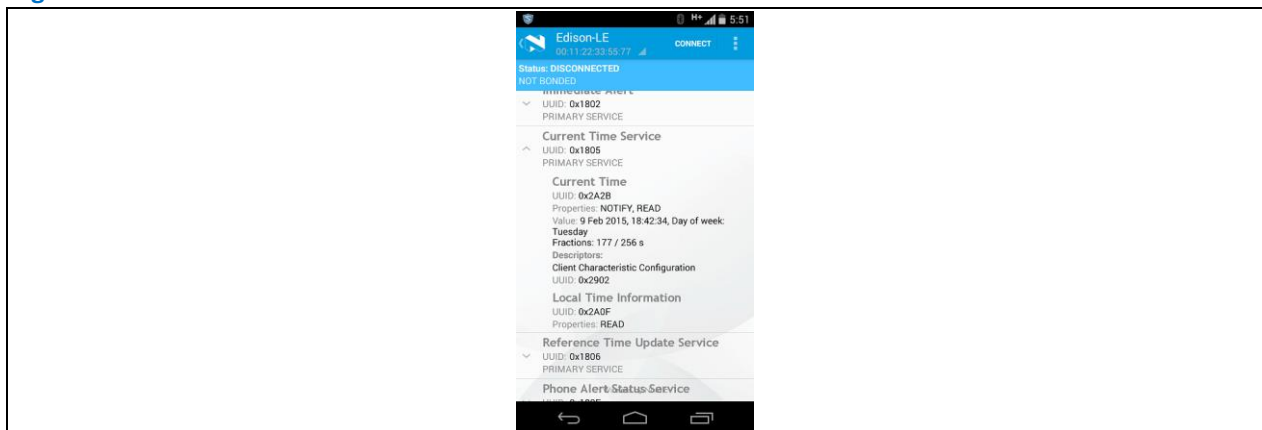 H+ 5:51
Edison-LE
00:11:22:33:55:77
CONNECT
Status: DISCONNECTED
NOT BONDED
Immediate Alert
UUID: 0x1802
PRIMARY SERVICE
Current Time Service
UUID: 0x1805
PRIMARY SERVICE
Current Time
UUID: 0x2A2B
Properties: NOTIFY, READ
Value: 9 Feb 2015, 18:42:34, Day of week:
Tuesday
Fractions: 177 / 256 s
Descriptors:
Client Characteristic Configuration
UUID: 0x2902
Local Time Information
UUID: 0x2A0F
Properties: READ
Reference Time Update Service
UUID: 0x1806
PRIMARY SERVICE
Phone Alert Status Service